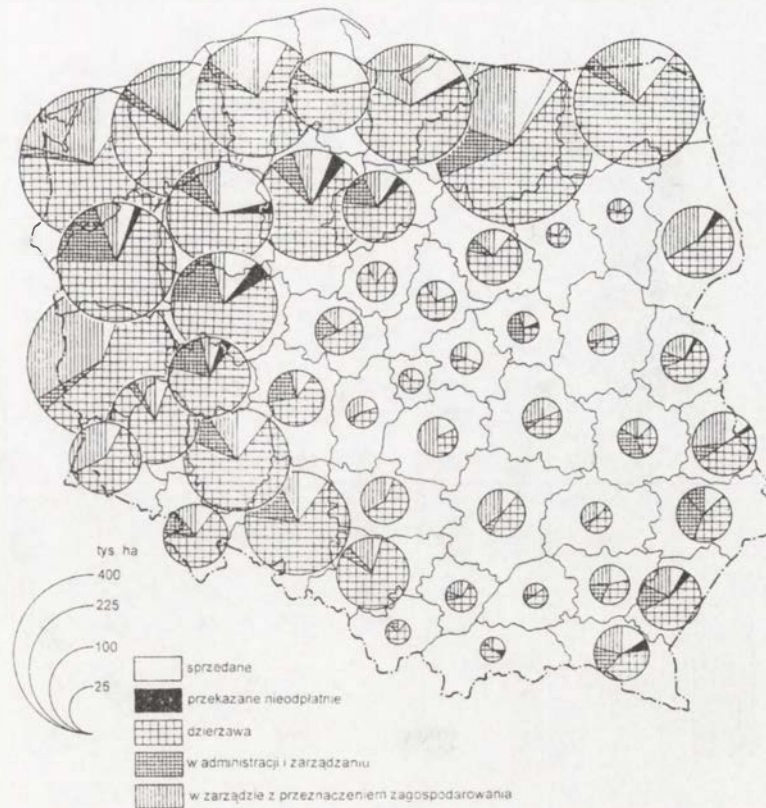 tys. ha
400
225
100
25
sprzedane
przekazane nieodpłatnie
dzierżawa
w administracji i zarządzaniu
w zarządzie z przeznaczeniem zagospodarowania